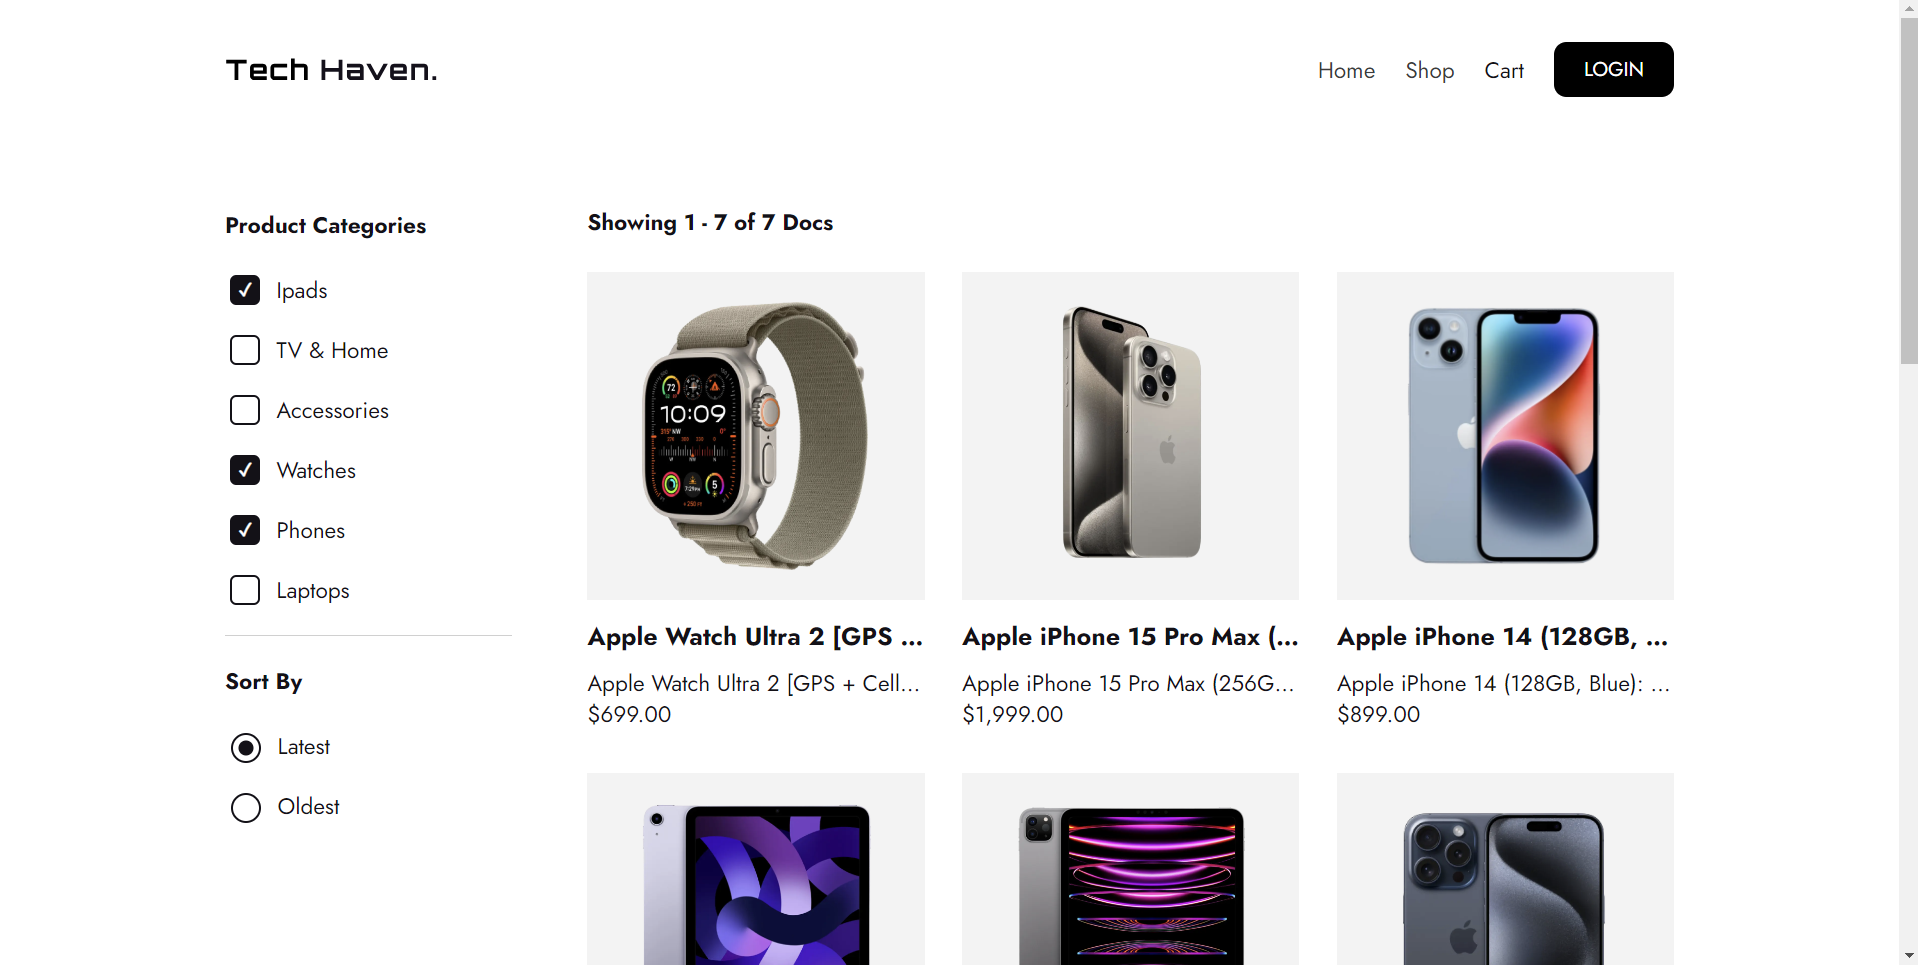 Tech Haven.
Home Shop Cart LOGIN
Product Categories
Ipads
TV & Home
Accessories
Watches
Phones
Laptops
Sort By
Latest
Oldest
Showing 1 - 7 of 7 Docs
72
10:09
5
Apple Watch Ultra 2 [GPS ...
Apple Watch Ultra 2 [GPS + Cell...
$699.00
Apple iPhone 15 Pro Max (...
Apple iPhone 15 Pro Max (256G...
$1,999.00
Apple iPhone 14 (128GB, ...
Apple iPhone 14 (128GB, Blue): ...
$899.00